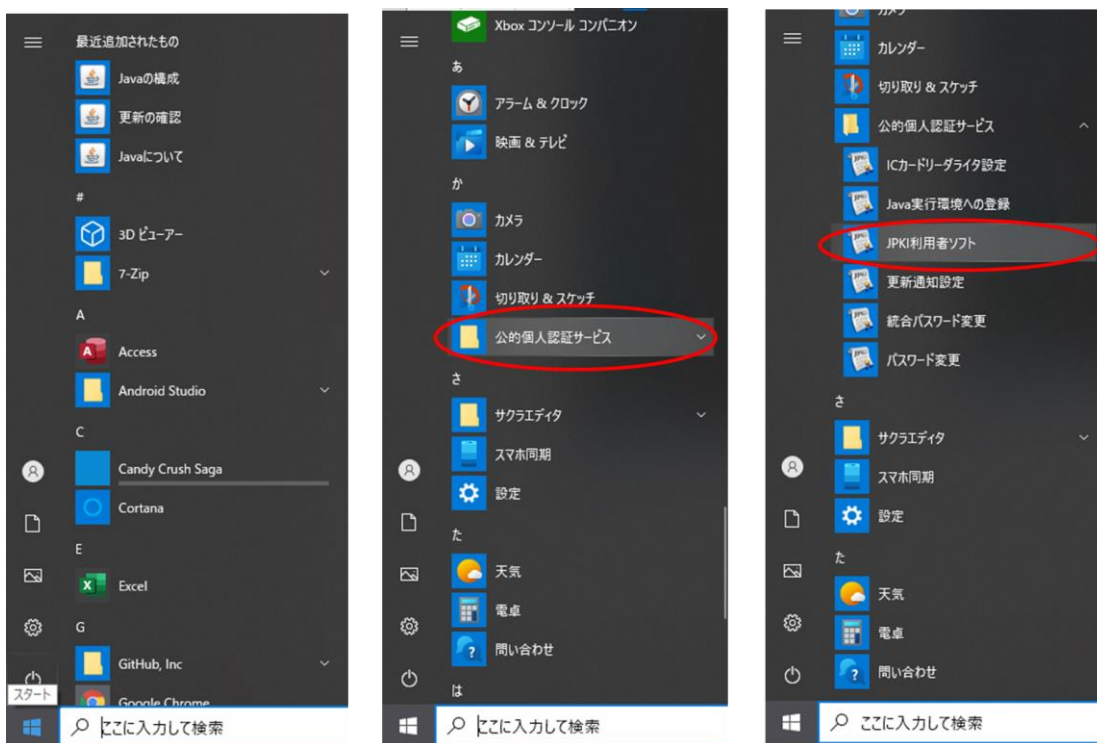 最近追加されたもの
Javaの構成
更新の確認
Javaについて
#
3D ビューアー
7-Zip
A
Access
Android Studio
C
Candy Crush Saga
Cortana
E
Excel
G
GitHub, Inc
Google Chrome
スタート
ここに入力して検索
Xbox コンソール コンパニオン
あ
アラーム & クロック
映画 & テレビ
か
カメラ
カレンダー
切り取り & スケッチ
公的個人認証サービス
さ
サクラエディタ
スマホ同期
設定
た
天気
電卓
問い合わせ
は
ここに入力して検索
カメラ
カレンダー
切り取り & スケッチ
公的個人認証サービス
ICカードリーダライタ設定
Java実行環境への登録
JPKI利用者ソフト
更新通知設定
統合パスワード変更
パスワード変更
さ
サクラエディタ
スマホ同期
設定
た
天気
電卓
問い合わせ
ここに入力して検索